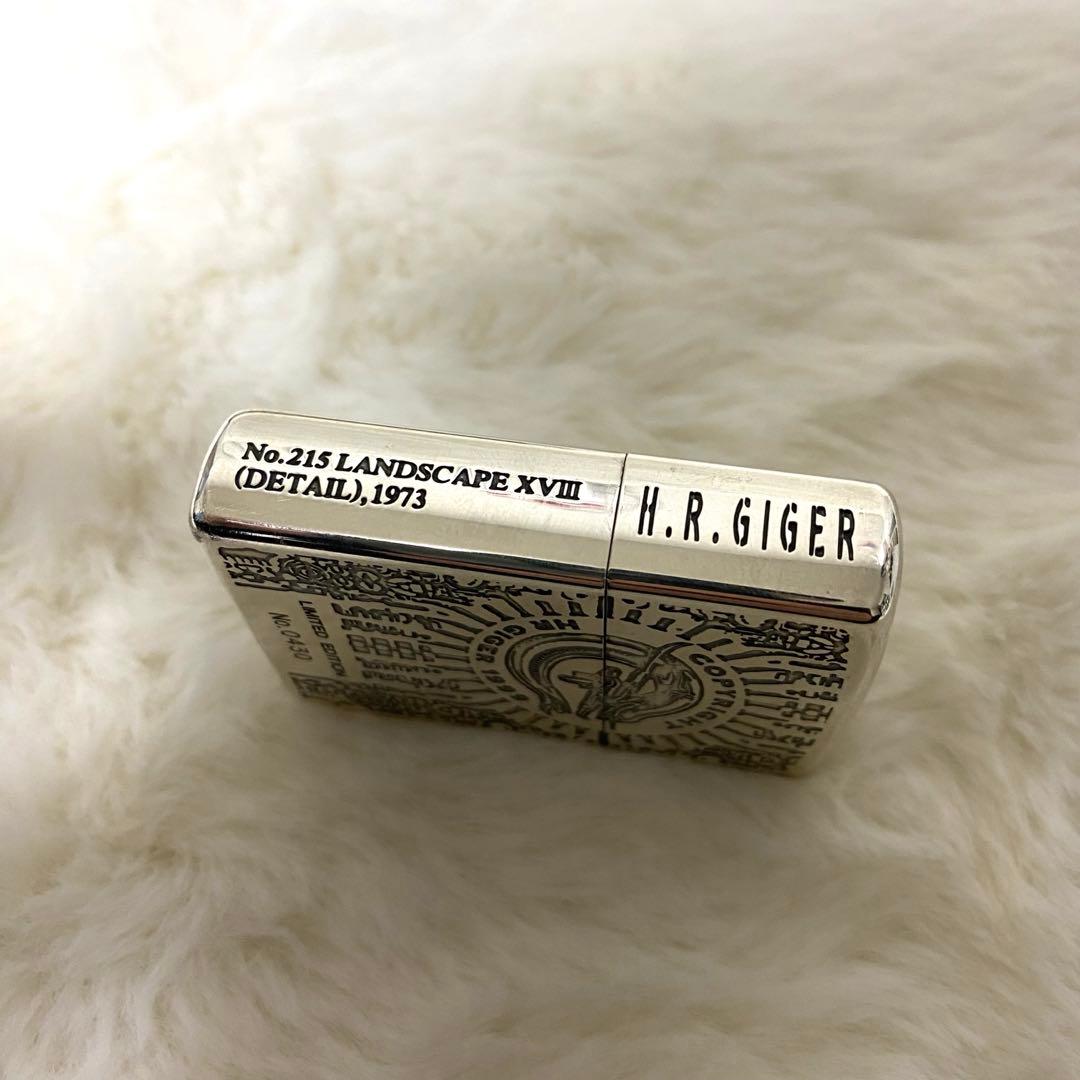 No.215 LANDSCAPE XVIII
(DETAIL), 1973
H.R.GIGER
LIMITED EDITION
No. 0430
COPYRIGHT
HR GIGER